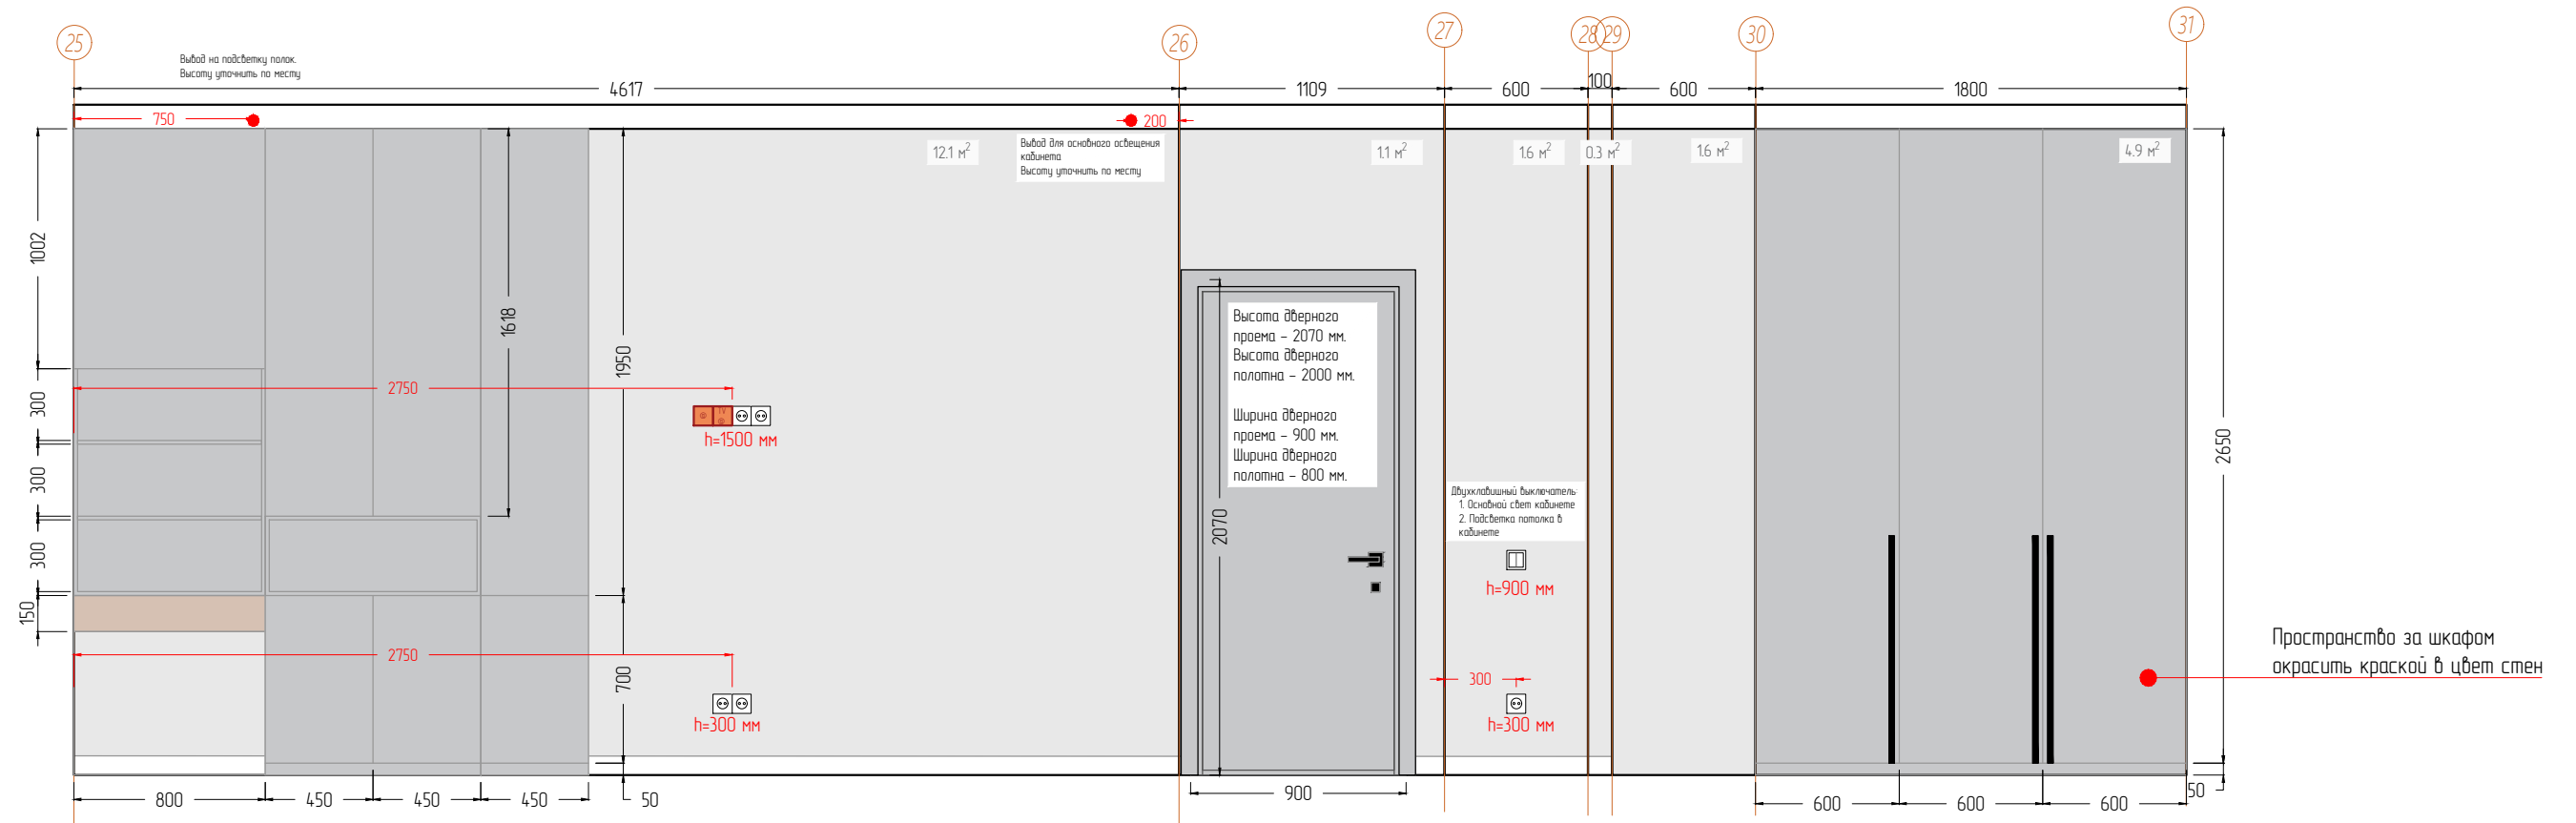 25
26
27
28
29
30
31
Вывод на подсветку полок.
Высоту уточнить по месту
4617
1109
600
100
600
1800
750
200
12.1 м²
Вывод для основного освещения
кабинета
Высоту уточнить по месту
1.1 м²
1.6 м²
0.3 м²
1.6 м²
4.9 м²
1002
300
300
300
150
1618
1950
700
50
2750
TV
h=1500 мм
2750
h=300 мм
Высота дверного
проема – 2070 мм.
Высота дверного
полотна – 2000 мм.
Ширина дверного
проема – 900 мм.
Ширина дверного
полотна – 800 мм.
2070
Двухклавишный выключатель:
1. Основной свет кабинете
2. Подсветка потолка в
кабинете
h=900 мм
300
h=300 мм
2650
50
Пространство за шкафом
окрасить краской в цвет стен
800
450
450
450
900
600
600
600